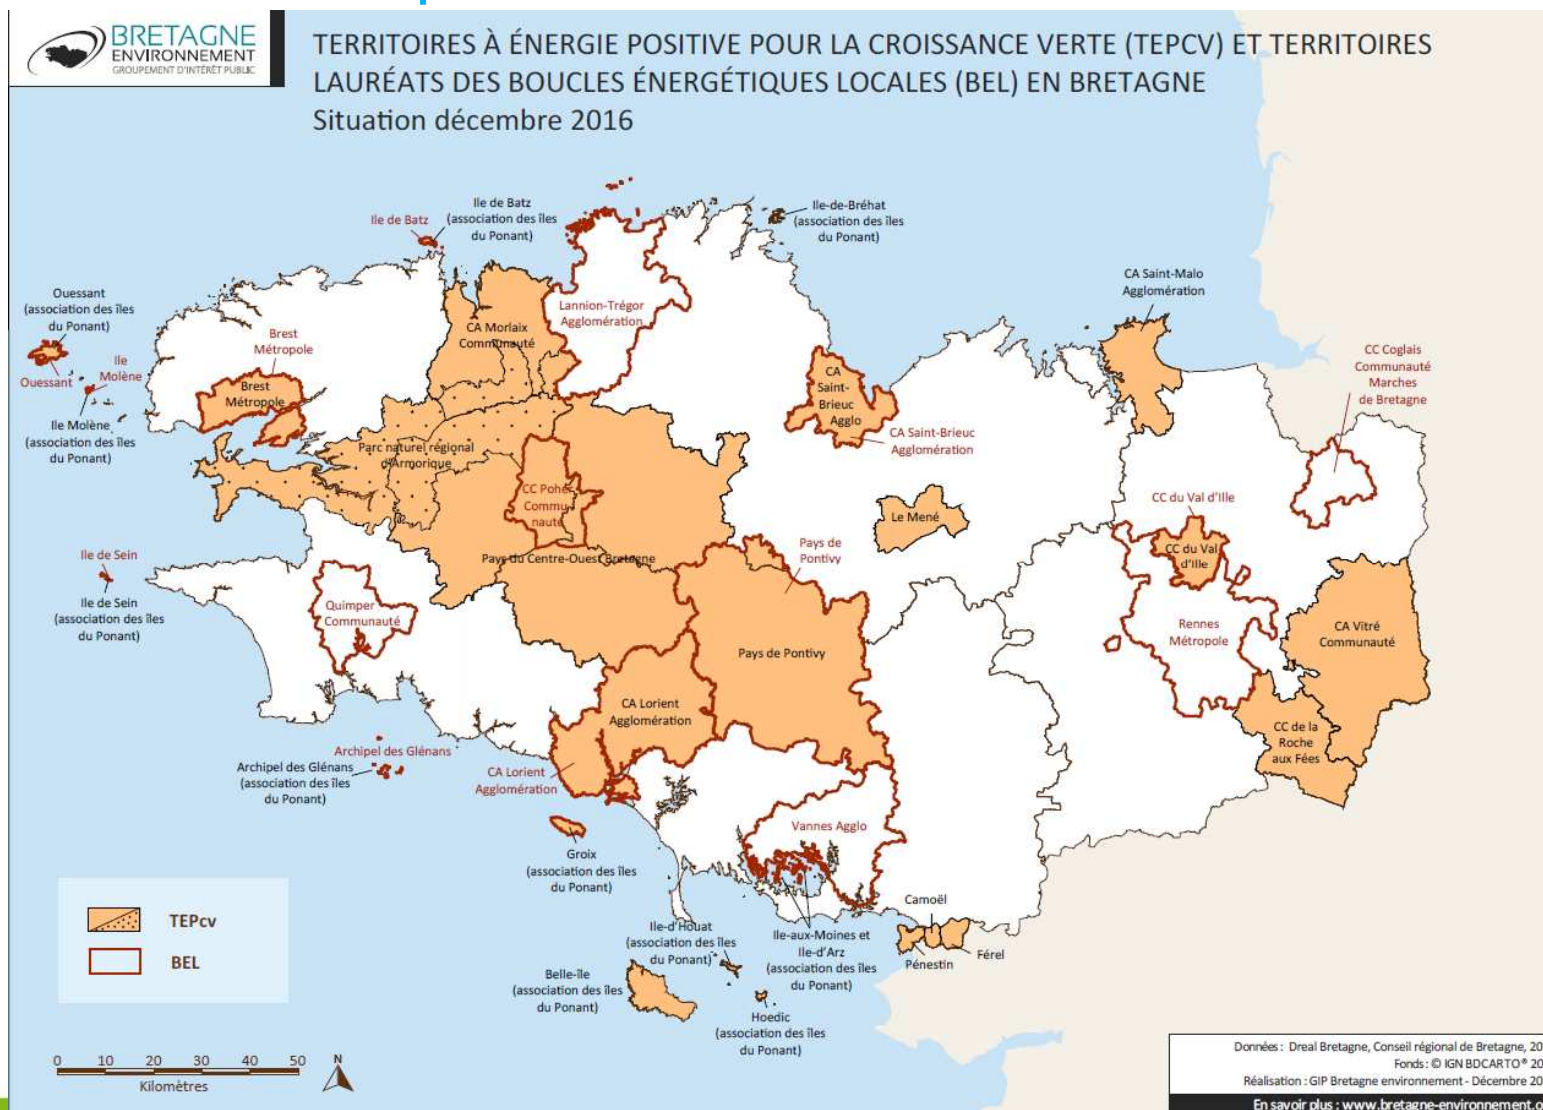 BRETAGNE
ENVIRONNEMENT
GROUPEMENT D'INTÉRÊT PUBLIC
TERRITOIRES À ÉNERGIE POSITIVE POUR LA CROISSANCE VERTE (TEPCV) ET TERRITOIRES
LAURÉATS DES BOUCLES ÉNERGÉTIQUES LOCALES (BEL) EN BRETAGNE
Situation décembre 2016
Ile de Batz
Ile de Batz
(association des îles
du Ponant)
Ile-de-Bréhat
(association des îles
du Ponant)
CA Saint-Malo
Agglomération
Ouessant
(association des îles
du Ponant)
Ouessant
Ile
Molène
Ile Molène
(association des îles
du Ponant)
Brest
Métropole
Brest
Métropole
CA Morlaix
Communauté
Lannion-Trégor
Agglomération
CA
Saint-
Brieuc
Agglo
CA Saint-Brieuc
Agglomération
CC Coglais
Communauté
Marches
de Bretagne
Parc naturel régional
d'Armorique
CC Poher
Commu
nauté
Pays du Centre-Ouest Bretagne
Le Mené
CC du Val d'Ille
CC du Val
d'Ille
Pays de
Pontivy
Ile de Sein
Ile de Sein
(association des îles
du Ponant)
Quimper
Communauté
Rennes
Métropole
CA Vitré
Communauté
Pays de Pontivy
CA Lorient
Agglomération
CC de la
Roche
aux Fées
Archipel des Glénans
Archipel des Glénans
(association des îles
du Ponant)
CA Lorient
Agglomération
Vannes Agglo
Groix
(association des îles
du Ponant)
Camoël
Pénestin
Férel
Ile-d'Houat
(association des îles
du Ponant)
Ile-aux-Moines et
Ile-d'Arz
(association des îles
du Ponant)
Belle-île
(association des îles
du Ponant)
Hoedic
(association des îles
du Ponant)
TEPcv
BEL
0 10 20 30 40 50
Kilomètres
N
Données : Dreal Bretagne, Conseil régional de Bretagne, 20
Fonds : © IGN BDCARTO® 20
Réalisation : GIP Bretagne environnement - Décembre 20
En savoir plus : www.bretagne-environnement.o